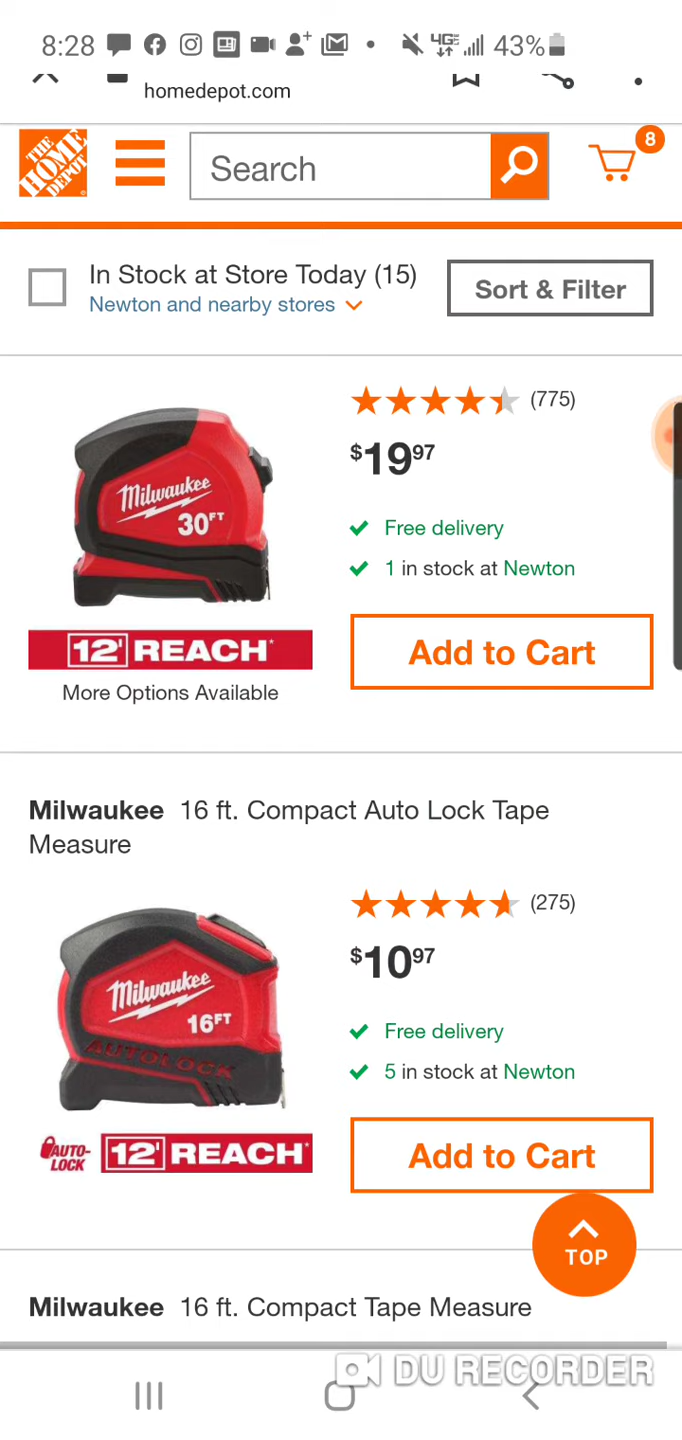 8:28
4GE
43%
homedepot.com
THE
HOME
DEPOT
Search
8
In Stock at Store Today (15)
Newton and nearby stores
Sort & Filter
(775)
$19 97
Milwaukee
30FT
Free delivery
1 in stock at Newton
12' REACH*
Add to Cart
More Options Available
Milwaukee 16 ft. Compact Auto Lock Tape
Measure
(275)
$10 97
Milwaukee
16FT
AUTOLOCK
Free delivery
5 in stock at Newton
AUTO-
LOCK
12' REACH*
Add to Cart
TOP
Milwaukee 16 ft. Compact Tape Measure
DU RECORDER